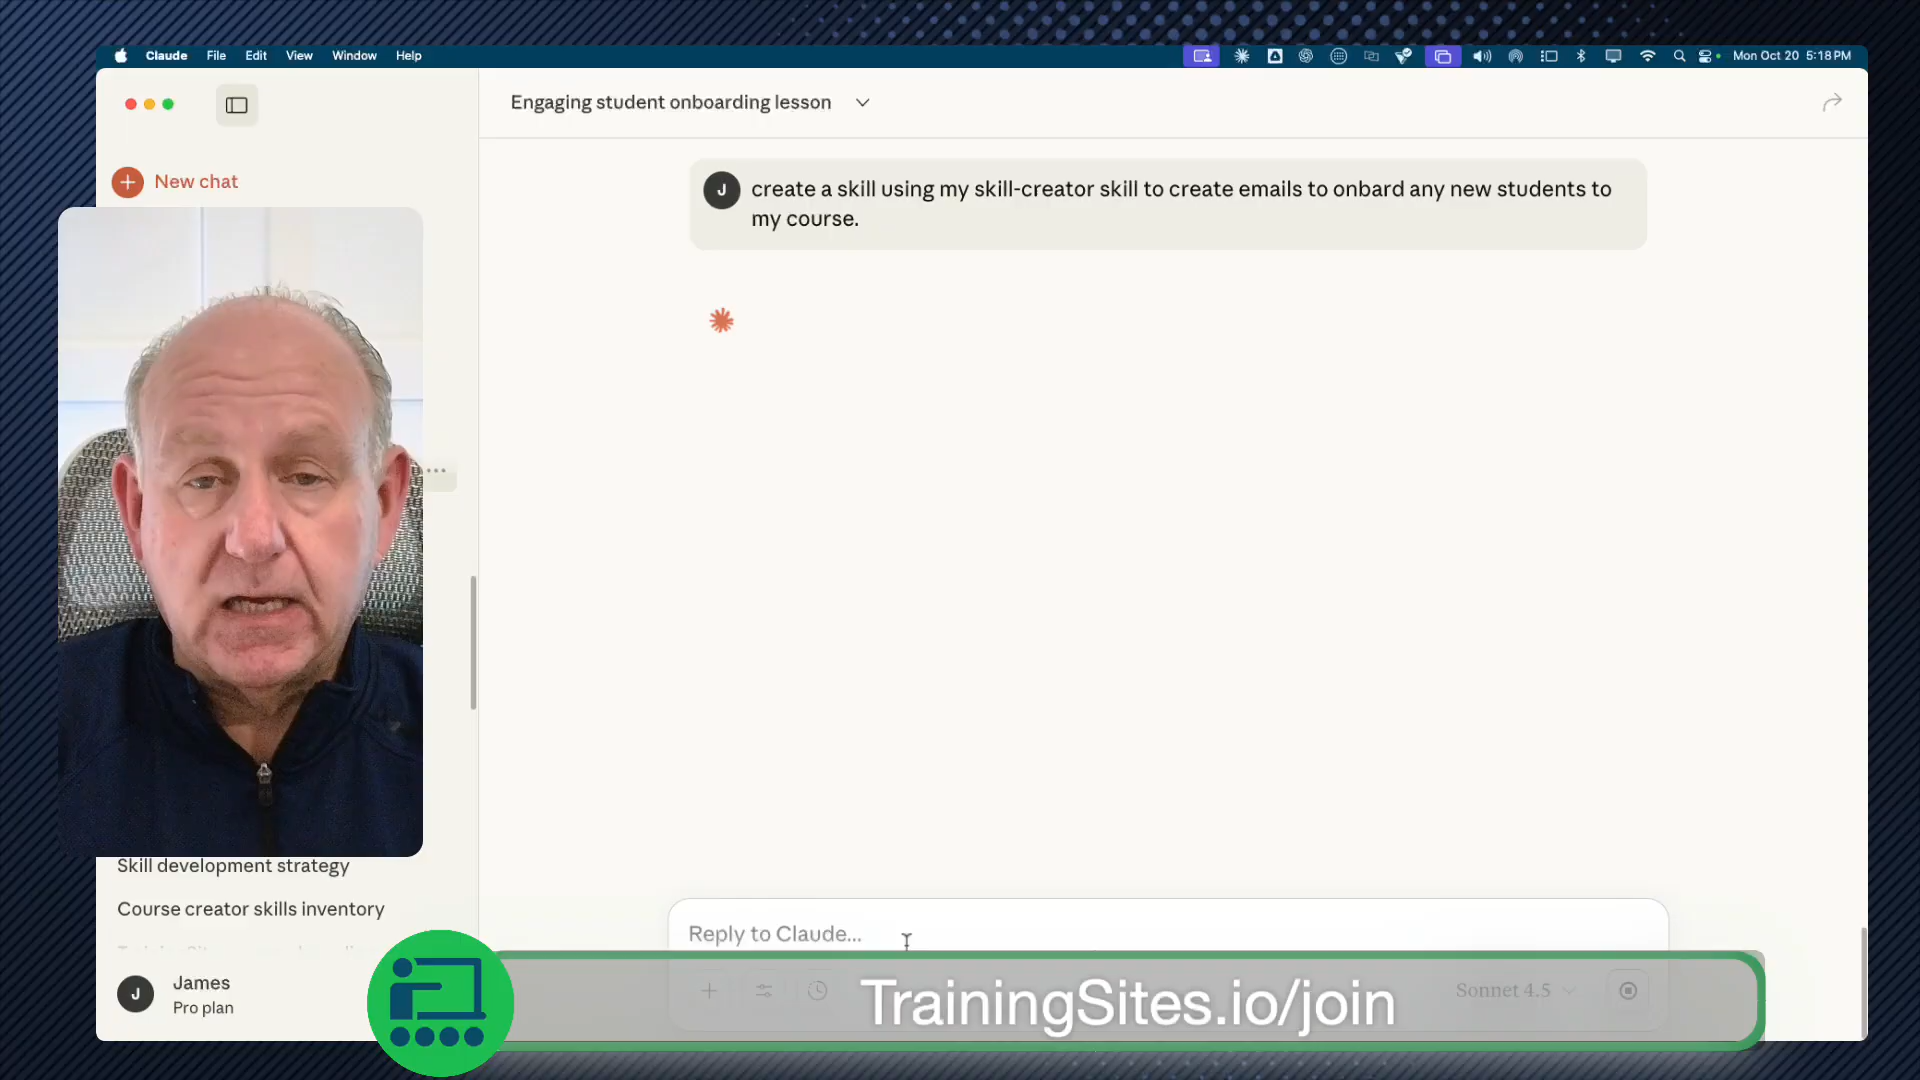 Claude File Edit View Window Help
Mon Oct 20 5:18 PM
Engaging student onboarding lesson
New chat
J
create a skill using my skill-creator skill to create emails to onbard any new students to
my course.
Skill development strategy
Course creator skills inventory
J
James
Pro plan
Reply to Claude...
Sonnet 4.5
TrainingSites.io/join